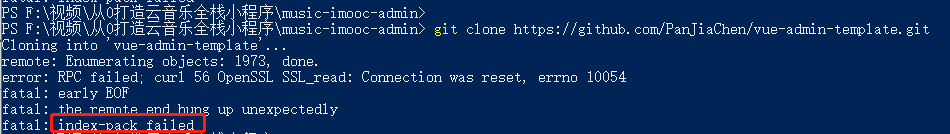 PS F:\视频\从0打造云音乐全栈小程序\music-imooc-admin>
PS F:\视频\从0打造云音乐全栈小程序\music-imooc-admin> git clone https://github.com/PanJiaChen/vue-admin-template.git
Cloning into 'vue-admin-template'...
remote: Enumerating objects: 1973, done.
error: RPC failed; curl 56 OpenSSL SSL_read: Connection was reset, errno 10054
fatal: early EOF
fatal: the remote end hung up unexpectedly
fatal: index-pack failed